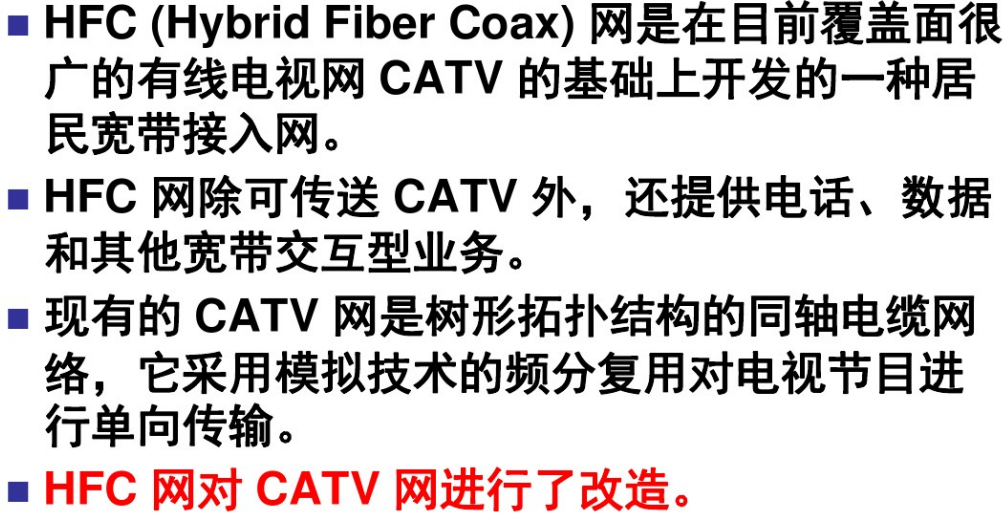 ■ HFC (Hybrid Fiber Coax) 网是在目前覆盖面很
广的有线电视网 CATV 的基础上开发的一种居
民宽带接入网。
■ HFC 网除可传送 CATV 外，还提供电话、数据
和其他宽带交互型业务。
■ 现有的 CATV 网是树形拓扑结构的同轴电缆网
络，它采用模拟技术的频分复用对电视节目进
行单向传输。
■ HFC 网对 CATV 网进行了改造。